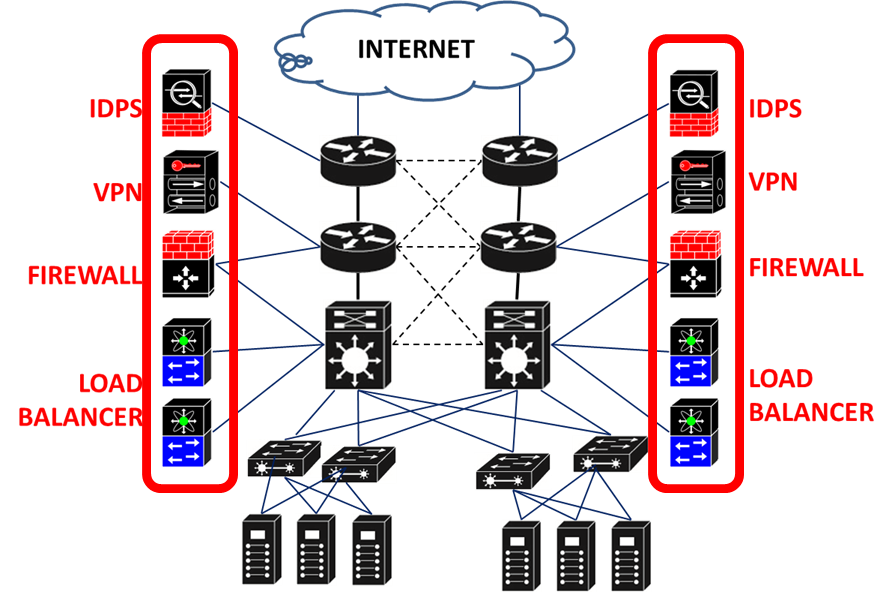 INTERNET
IDPS
VPN
FIREWALL
LOAD
BALANCER
IDPS
VPN
FIREWALL
LOAD
BALANCER